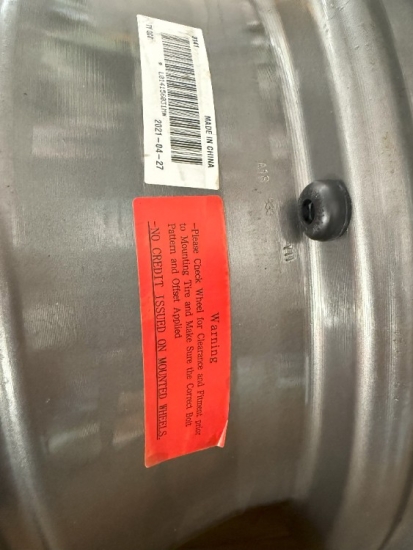 MADE IN CHINA
2021-04-27
Warning
-Please Check Wheel for Clearance and Fitment prior
to Mounting Tire and Make Sure the Correct Bolt
Pattern and Offset Applied
-NO CREDIT ISSUED ON MOUNTED WHEELS.